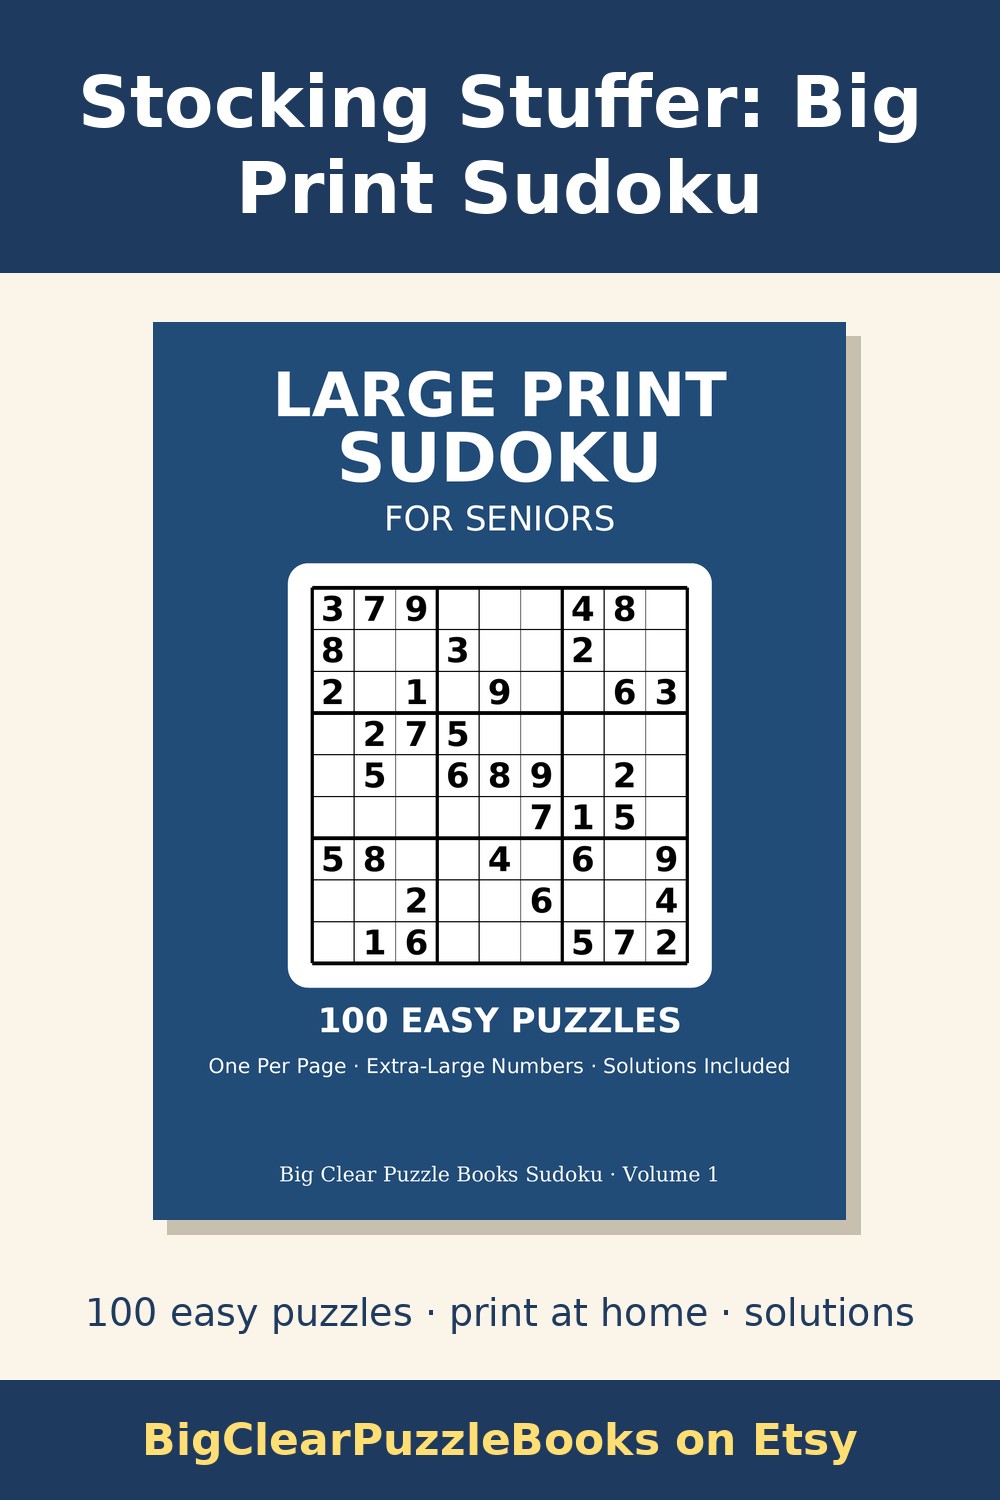 Stocking Stuffer: Big
Print Sudoku
LARGE PRINT
SUDOKU
FOR SENIORS
3 7 9 4 8
8 3 2
2 1 9 6 3
2 7 5
5 6 8 9 2
7 1 5
5 8 4 6 9
2 6 4
1 6 5 7 2
100 EASY PUZZLES
One Per Page · Extra-Large Numbers · Solutions Included
Big Clear Puzzle Books Sudoku · Volume 1
100 easy puzzles · print at home · solutions
BigClearPuzzleBooks on Etsy